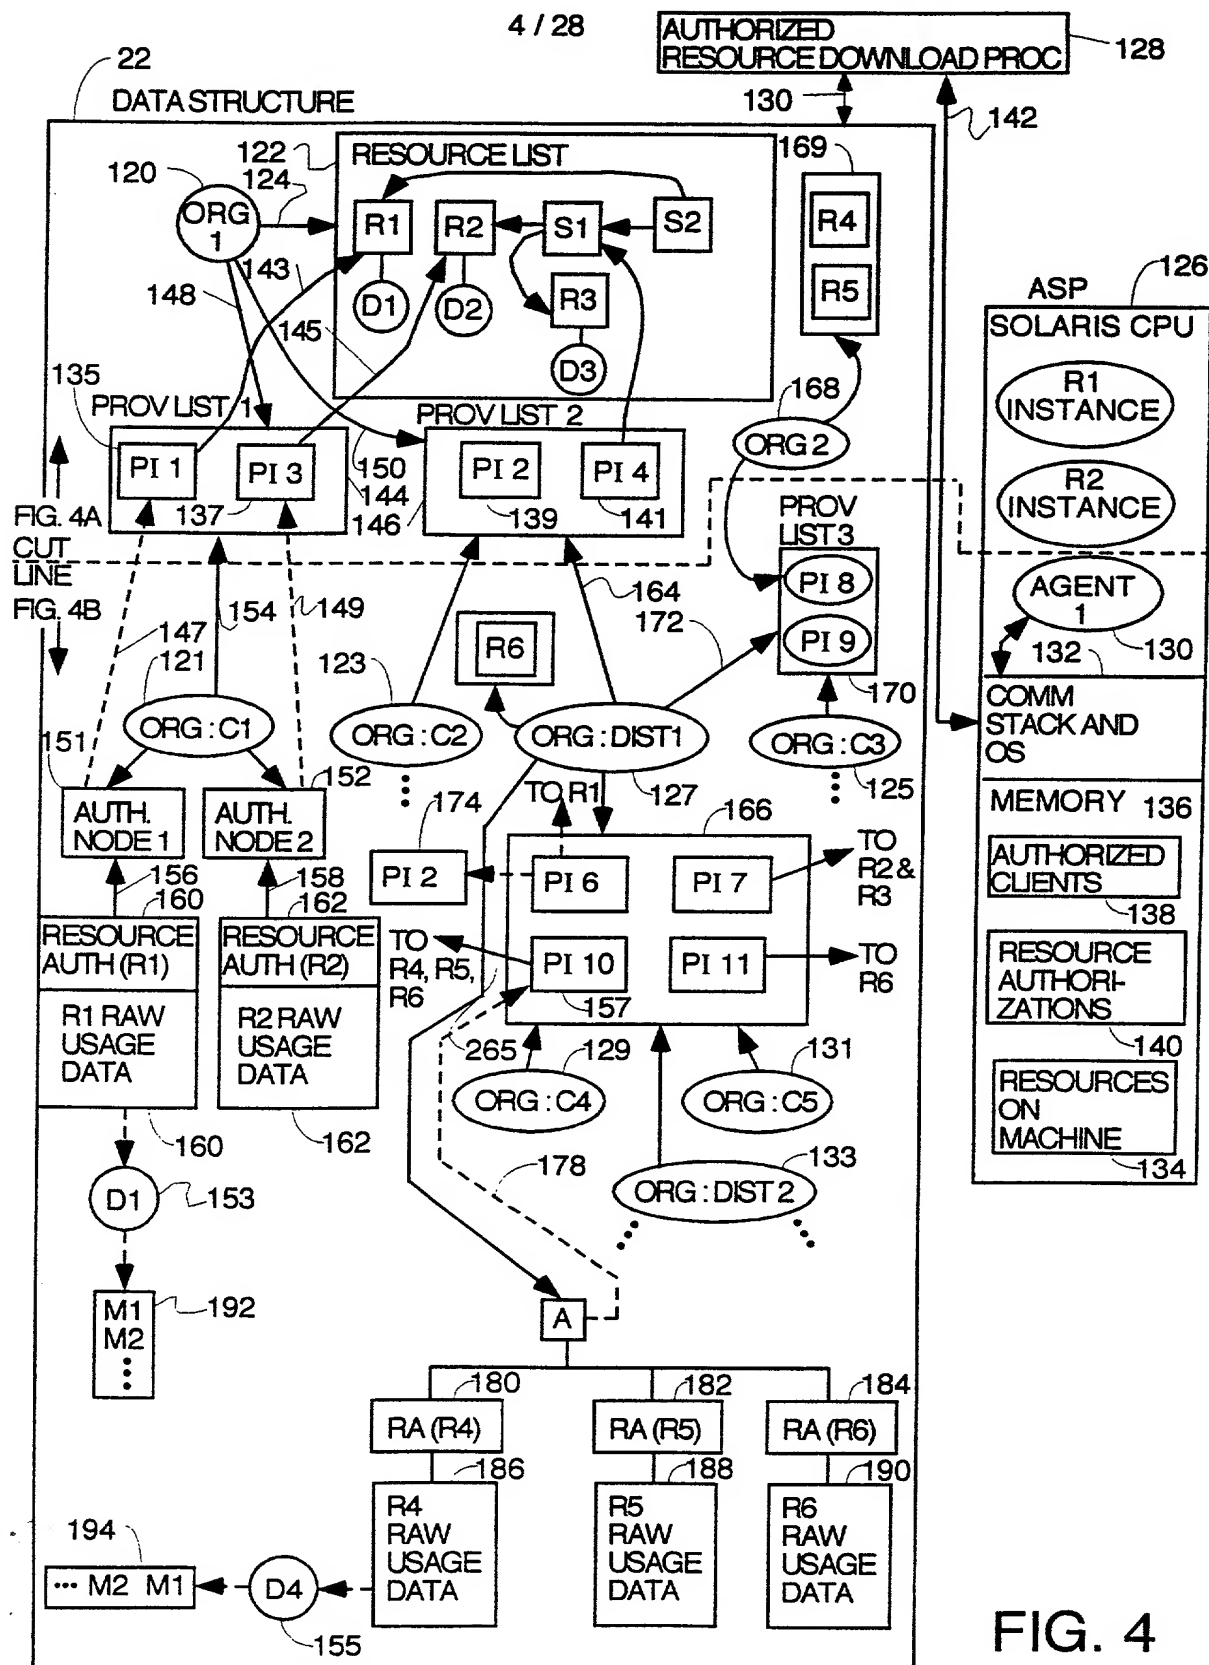 4 / 28
AUTHORIZED
RESOURCE DOWNLOAD PROC
128
22
DATA STRUCTURE
130
142
120
122
RESOURCE LIST
169
124
ORG
1
R1
R2
S1
S2
R4
143
148
D1
D2
R3
R5
126
ASP
SOLARIS CPU
145
D3
R1
INSTANCE
135
PROV LIST 1
PROV LIST 2
168
PI 1
PI 3
150
PI 2
PI 4
ORG 2
R2
INSTANCE
144
137
146
139
141
PROV
LIST 3
FIG. 4A
CUT
LINE
FIG. 4B
154
149
164
PI 8
AGENT
1
147
172
121
123
R6
PI 9
132
130
170
COMM
STACK AND
OS
ORG : C1
ORG : C2
ORG : DIST1
ORG : C3
151
152
174
TO R1
127
125
MEMORY
136
AUTH.
NODE 1
AUTH.
NODE 2
166
TO
R2 &
R3
AUTHORIZED
CLIENTS
138
PI 2
PI 6
PI 7
156
158
160
162
RESOURCE
AUTH (R1)
RESOURCE
AUTH (R2)
TO
R4, R5,
R6
PI 10
PI 11
TO
R6
RESOURCE
AUTHORI-
ZATIONS
140
157
R1 RAW
USAGE
DATA
R2 RAW
USAGE
DATA
265
129
131
ORG : C4
ORG : C5
RESOURCES
ON
MACHINE
134
160
162
178
133
D1
153
ORG : DIST 2
M1
M2
192
A
180
182
184
RA (R4)
RA (R5)
RA (R6)
186
188
190
R4
RAW
USAGE
DATA
R5
RAW
USAGE
DATA
R6
RAW
USAGE
DATA
194
••• M2 M1
D4
155
FIG. 4